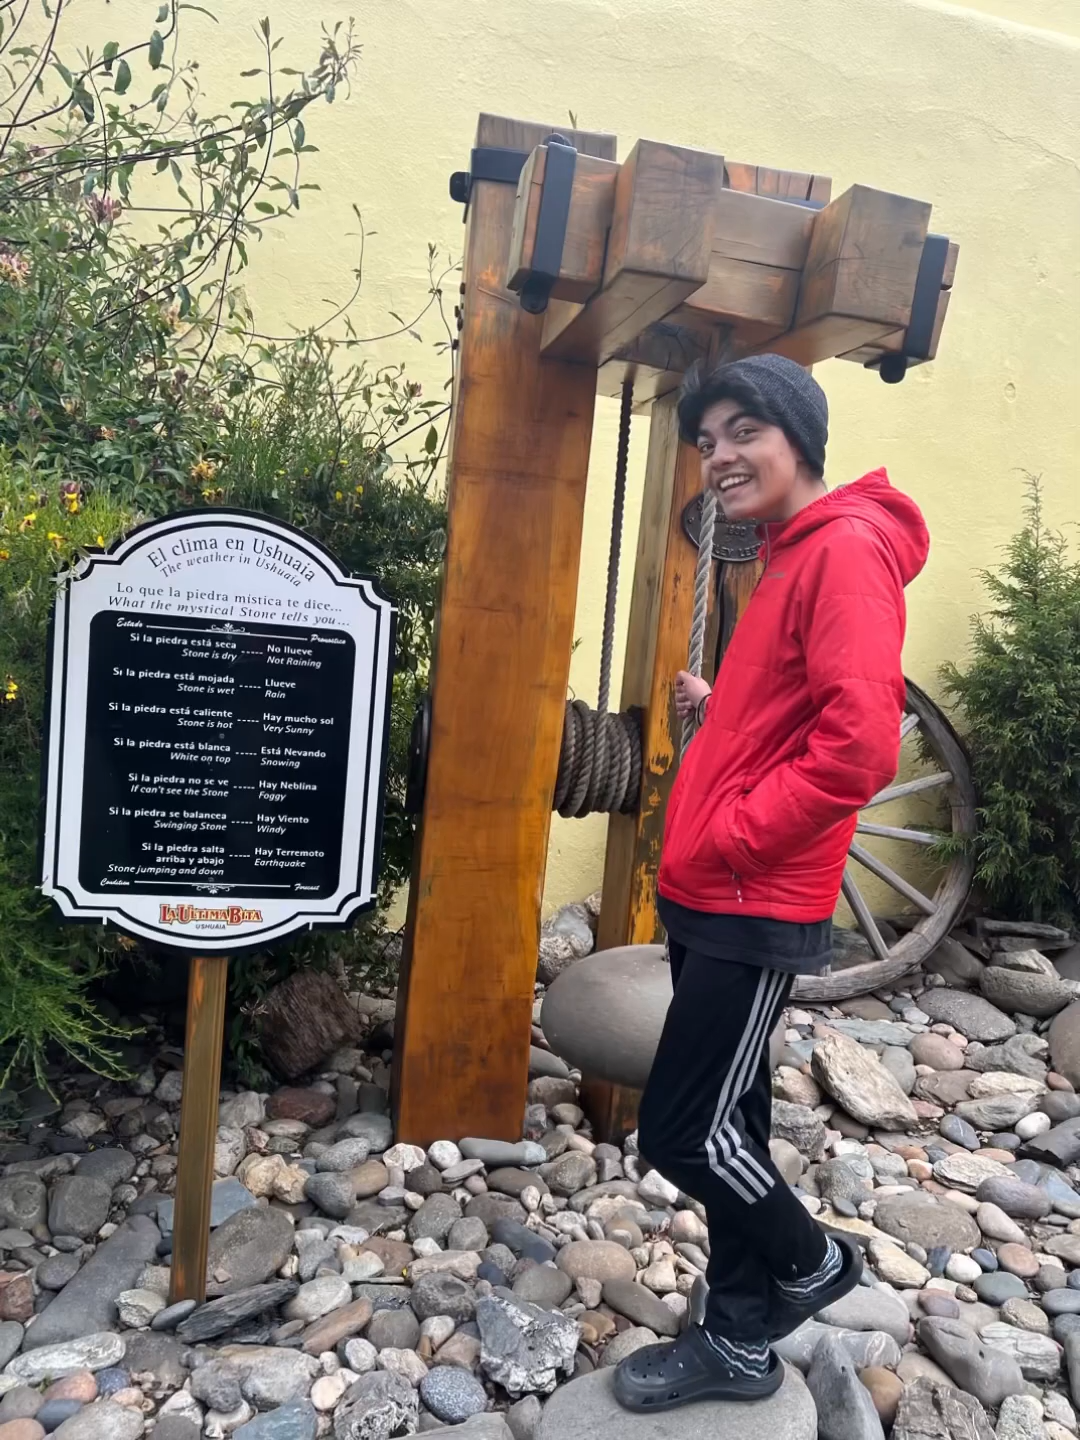 El clima en Ushuaia
The weather in Ushuaia
Lo que la piedra mistica te dice...
What the mystical Stone tells you...
Estado Pronostico
Si la piedra está seca ----- No llueve
Stone is dry Not Raining
Si la piedra está mojada ----- Llueve
Stone is wet Rain
Si la piedra está caliente ----- Hay mucho sol
Stone is hot Very Sunny
Si la piedra está blanca ----- Está Nevando
White on top Snowing
Si la piedra no se ve ----- Hay Neblina
If can't see the Stone Foggy
Si la piedra se balancea ----- Hay Viento
Swinging Stone Windy
Si la piedra salta
arriba y abajo ----- Hay Terremoto
Stone jumping and down Earthquake
Condition Forecast
LA ULTIMA BITA
USHUAIA